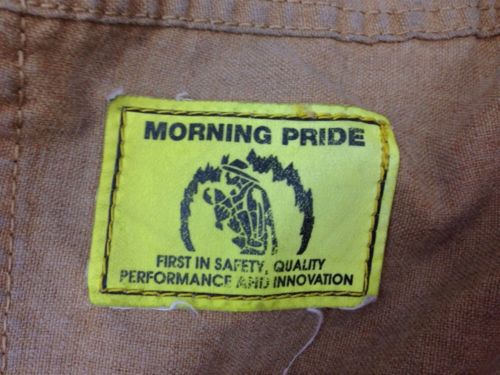 MORNING PRIDE
FIRST IN SAFETY, QUALITY
PERFORMANCE AND INNOVATION